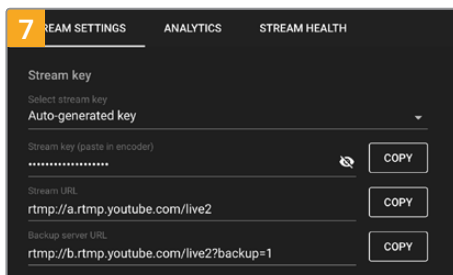 7
REAM SETTINGS ANALYTICS STREAM HEALTH
Stream key
Select stream key
Auto-generated key
Stream key (paste in encoder)
••••••••••••••••••• COPY
Stream URL
rtmp://a.rtmp.youtube.com/live2 COPY
Backup server URL
rtmp://b.rtmp.youtube.com/live2?backup=1 COPY